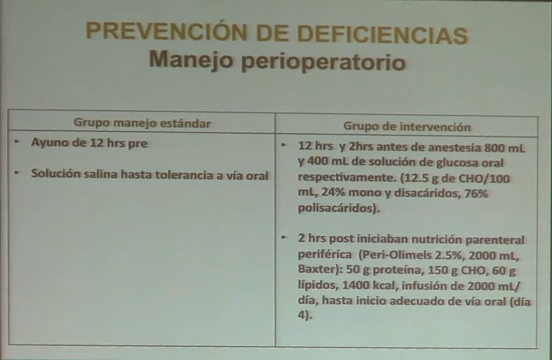 PREVENCIÓN DE DEFICIENCIAS
Manejo perioperatorio
Grupo manejo estándar
Grupo de intervención
• Ayuno de 12 hrs pre
• Solución salina hasta tolerancia a vía oral
• 12 hrs y 2hrs antes de anestesia 800 mL
y 400 mL de solución de glucosa oral
respectivamente. (12.5 g de CHO/100
mL, 24% mono y disacáridos, 76%
polisacáridos).
• 2 hrs post iniciaban nutrición parenteral
periférica (Peri-Olimels 2.5%, 2000 mL,
Baxter): 50 g proteína, 150 g CHO, 60 g
lípidos, 1400 kcal, infusión de 2000 mL/
día, hasta inicio adecuado de vía oral (día
4).